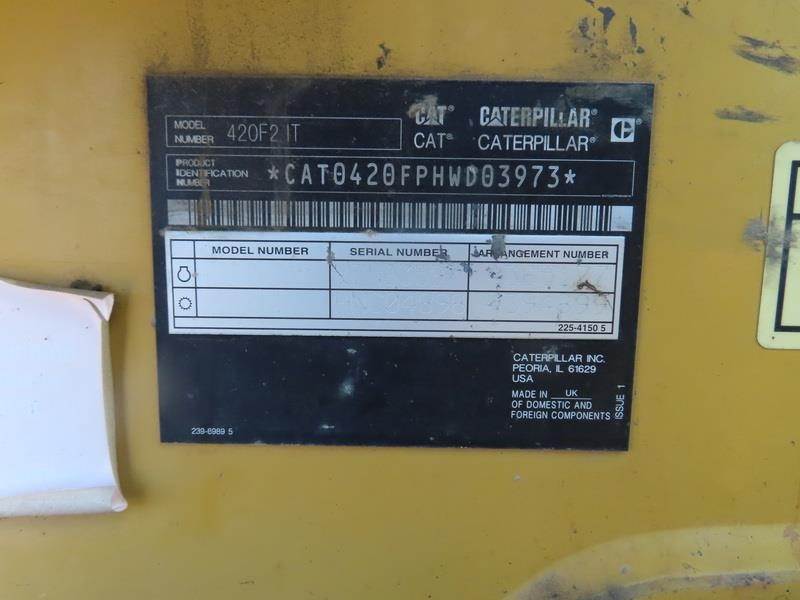 MODEL NUMBER 420F2 IT
CAT® CATERPILLAR®
CAT® CATERPILLAR®
PRODUCT IDENTIFICATION NUMBER *CAT0420FPHWD03973*
MODEL NUMBER SERIAL NUMBER ARRANGEMENT NUMBER
225-4150 5
CATERPILLAR INC.
PEORIA, IL 61629
USA
MADE IN UK
OF DOMESTIC AND
FOREIGN COMPONENTS
ISSUE 1
239-6989 5